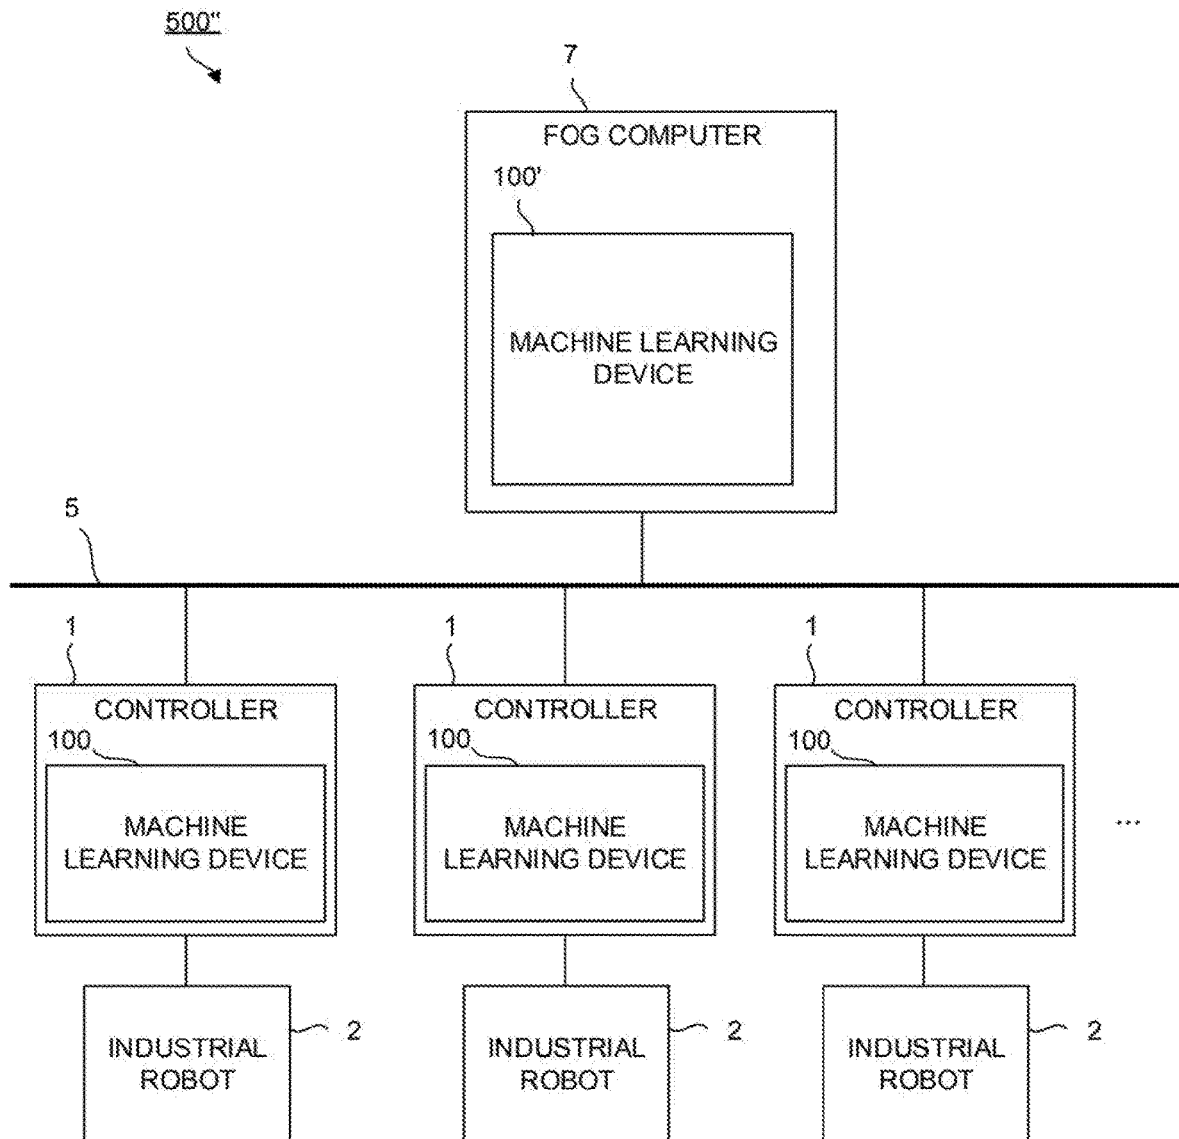 500"
7
FOG COMPUTER
100'
MACHINE LEARNING
DEVICE
5
1
1
1
CONTROLLER
CONTROLLER
CONTROLLER
100
100
100
MACHINE
LEARNING DEVICE
MACHINE
LEARNING DEVICE
MACHINE
LEARNING DEVICE
...
2
2
2
INDUSTRIAL
ROBOT
INDUSTRIAL
ROBOT
INDUSTRIAL
ROBOT